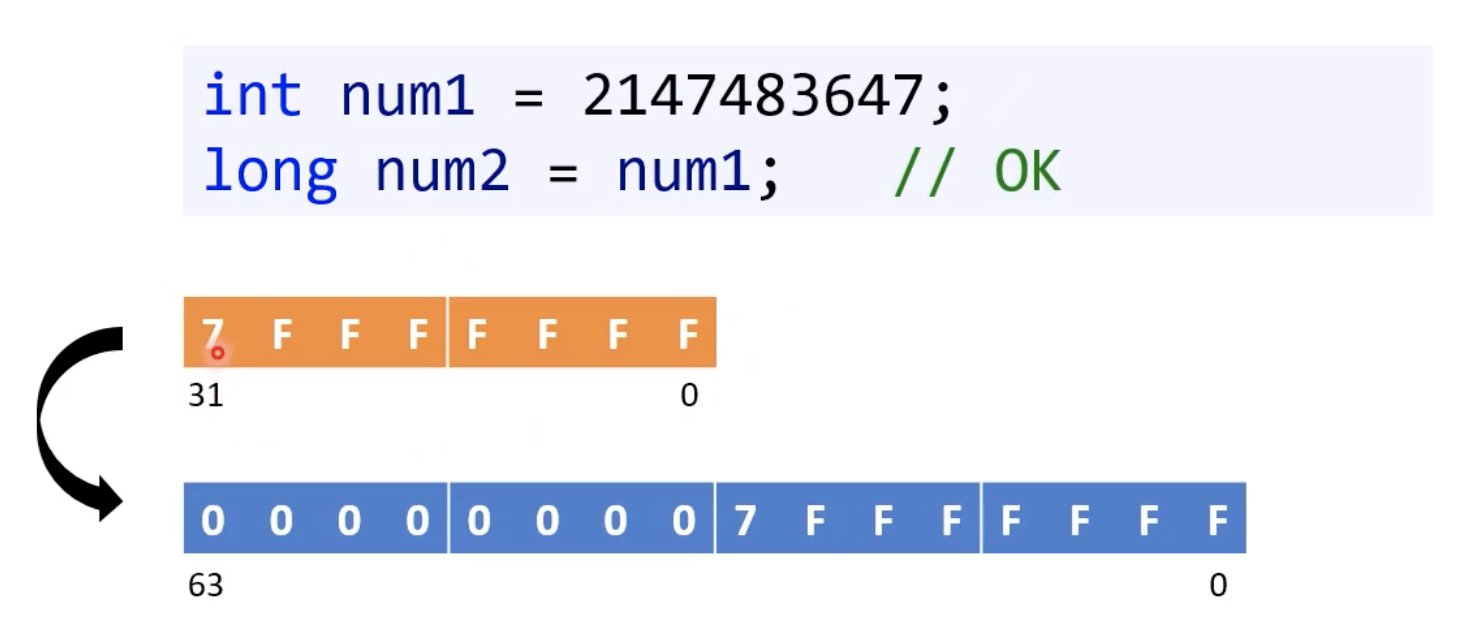 int num1 = 2147483647;
long num2 = num1;    // OK
7 F F F F F F F
31 0
0 0 0 0 0 0 0 0 7 F F F F F F F
63 0